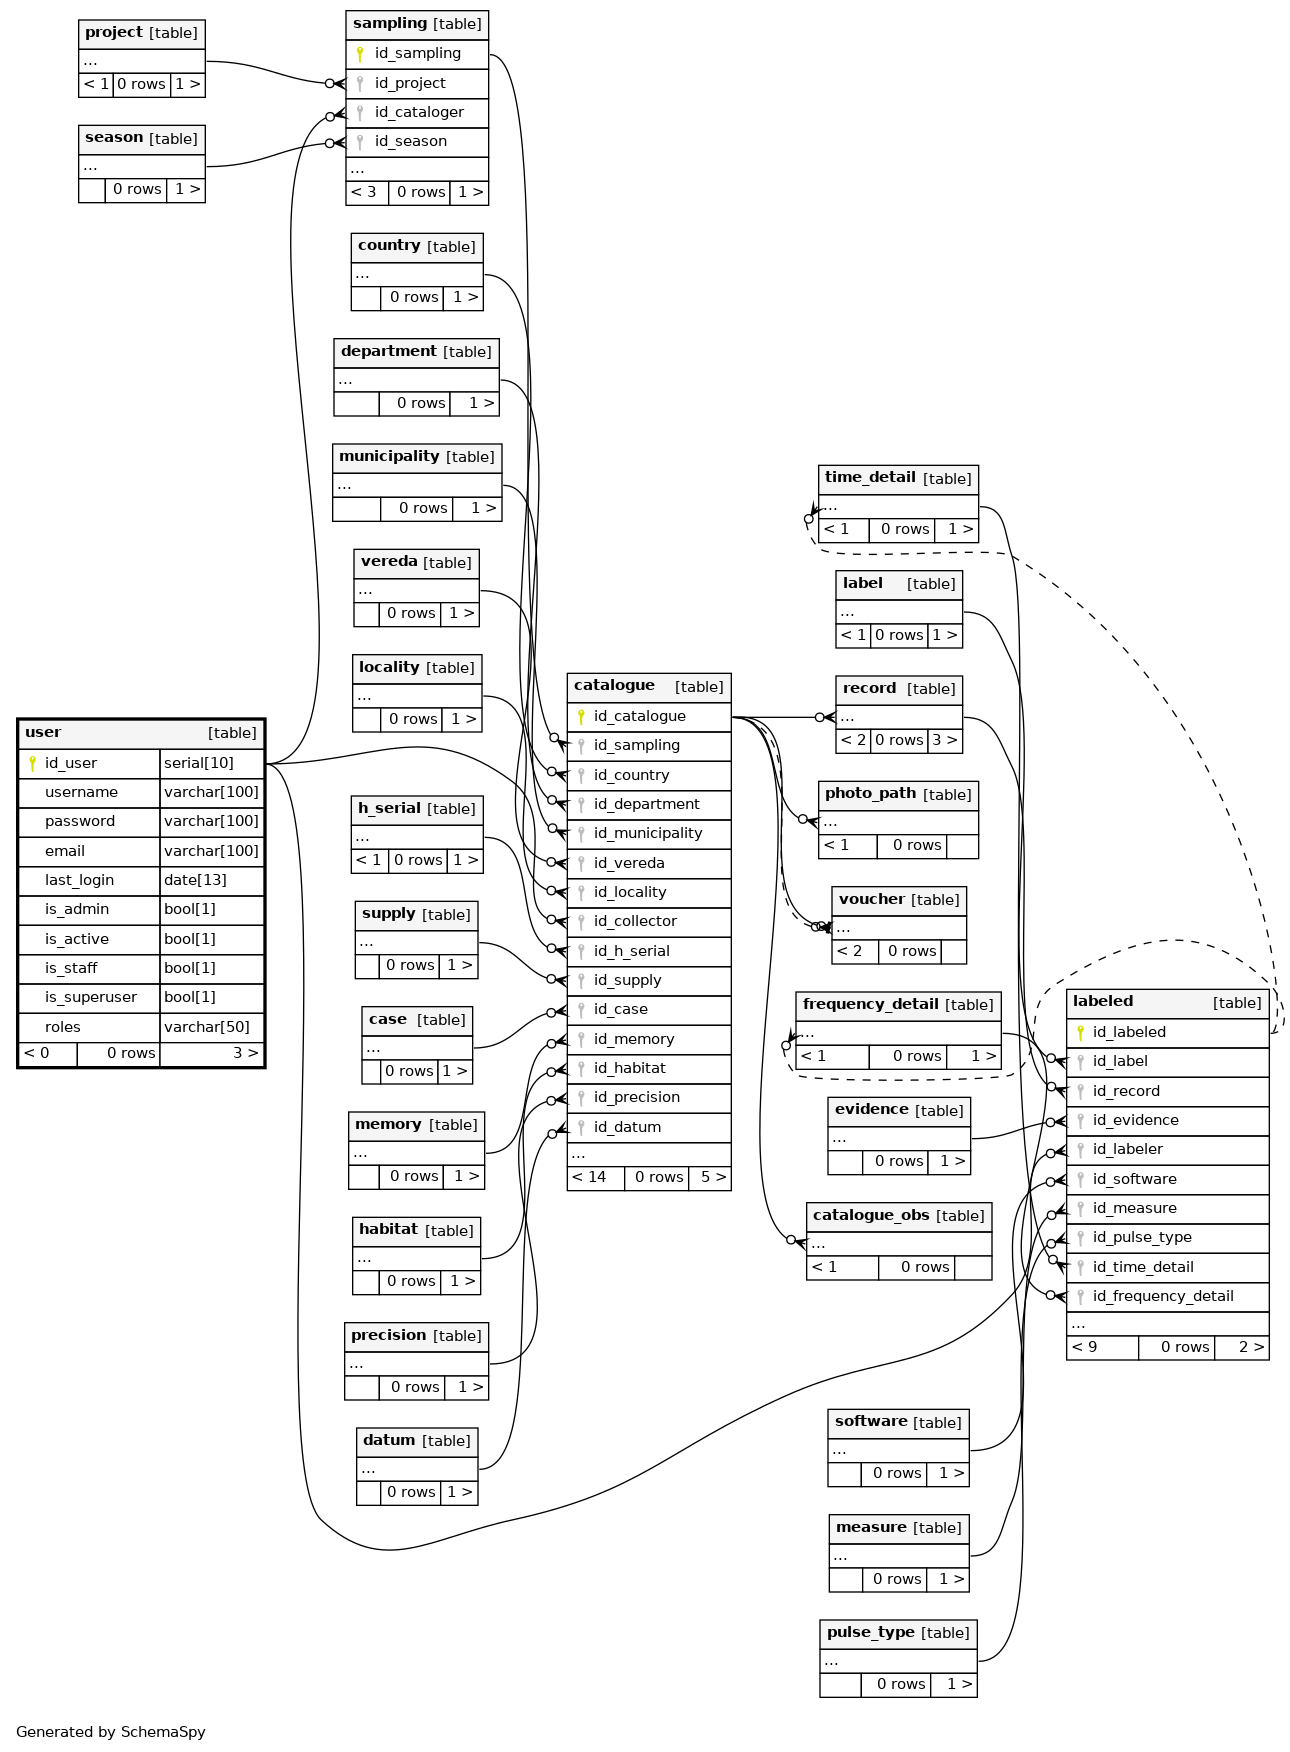 project [table]
...
< 1 0 rows 1 >
season [table]
...
0 rows 1 >
sampling [table]
id_sampling
id_project
id_cataloger
id_season
...
< 3 0 rows 1 >
country [table]
...
0 rows 1 >
department [table]
...
0 rows 1 >
municipality [table]
...
0 rows 1 >
vereda [table]
...
0 rows 1 >
locality [table]
...
0 rows 1 >
user [table]
id_user serial[10]
username varchar[100]
password varchar[100]
email varchar[100]
last_login date[13]
is_admin bool[1]
is_active bool[1]
is_staff bool[1]
is_superuser bool[1]
roles varchar[50]
< 0 0 rows 3 >
h_serial [table]
...
< 1 0 rows 1 >
supply [table]
...
0 rows 1 >
case [table]
...
0 rows 1 >
memory [table]
...
0 rows 1 >
habitat [table]
...
0 rows 1 >
precision [table]
...
0 rows 1 >
datum [table]
...
0 rows 1 >
catalogue [table]
id_catalogue
id_sampling
id_country
id_department
id_municipality
id_vereda
id_locality
id_collector
id_h_serial
id_supply
id_case
id_memory
id_habitat
id_precision
id_datum
...
< 14 0 rows 5 >
time_detail [table]
...
< 1 0 rows 1 >
label [table]
...
< 1 0 rows 1 >
record [table]
...
< 2 0 rows 3 >
photo_path [table]
...
< 1 0 rows
voucher [table]
...
< 2 0 rows
frequency_detail [table]
...
< 1 0 rows 1 >
evidence [table]
...
0 rows 1 >
catalogue_obs [table]
...
< 1 0 rows
labeled [table]
id_labeled
id_label
id_record
id_evidence
id_labeler
id_software
id_measure
id_pulse_type
id_time_detail
id_frequency_detail
...
< 9 0 rows 2 >
software [table]
...
0 rows 1 >
measure [table]
...
0 rows 1 >
pulse_type [table]
...
0 rows 1 >
Generated by SchemaSpy